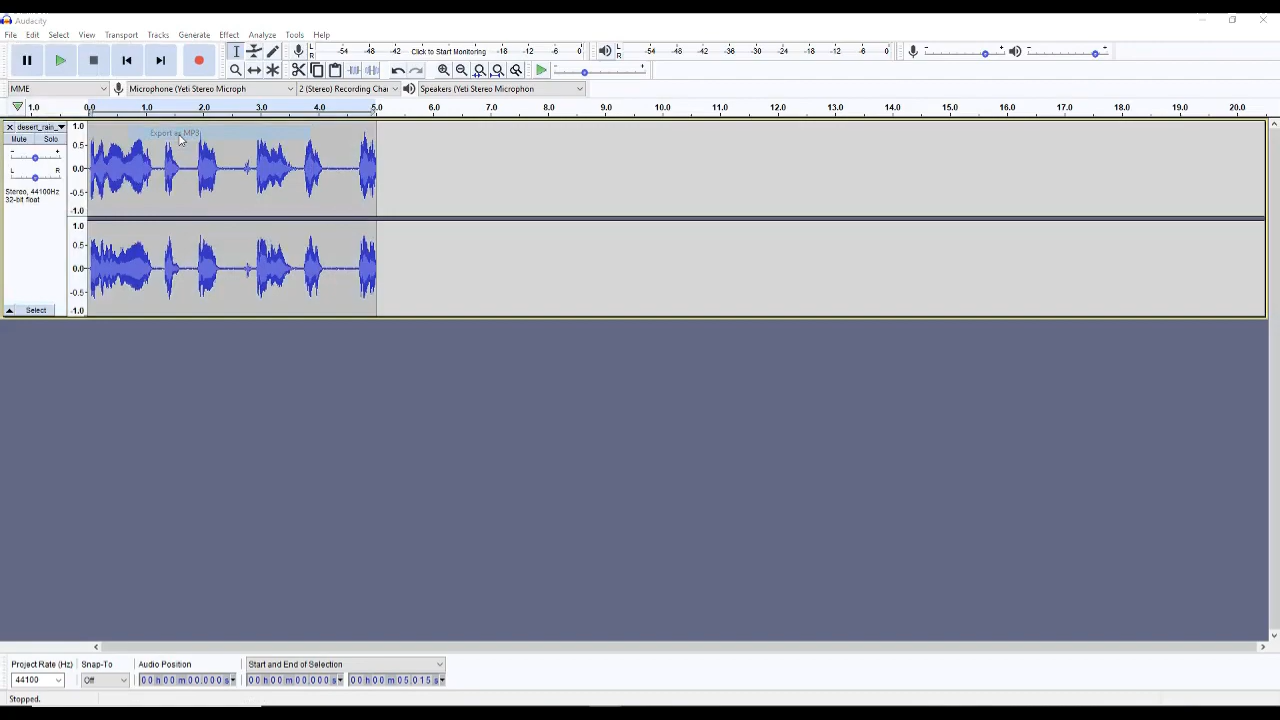 Audacity
File Edit Select View Transport Tracks Generate Effect Analyze Tools Help
L R -54 -48 -42 Click to Start Monitoring -18 -12 -6 0 L R -54 -48 -42 -36 -30 -24 -18 -12 -6 0 - + - +
MME Microphone (Yeti Stereo Microph 2 (Stereo) Recording Chai Speakers (Yeti Stereo Microphon
1.0 0.0 1.0 2.0 3.0 4.0 5.0 6.0 7.0 8.0 9.0 10.0 11.0 12.0 13.0 14.0 15.0 16.0 17.0 18.0 19.0 20.0
desert_rain_ 1.0
Export as MP3
Mute Solo
0.5
- +
L R 0.0
Stereo, 44100Hz -0.5
32-bit float
-1.0
1.0
0.5
0.0
-0.5
Select -1.0
Project Rate (Hz) Snap-To Audio Position Start and End of Selection
44100 Off 00 h 00 m 00.000 s 00 h 00 m 00.000 s 00 h 00 m 05.015 s
Stopped.